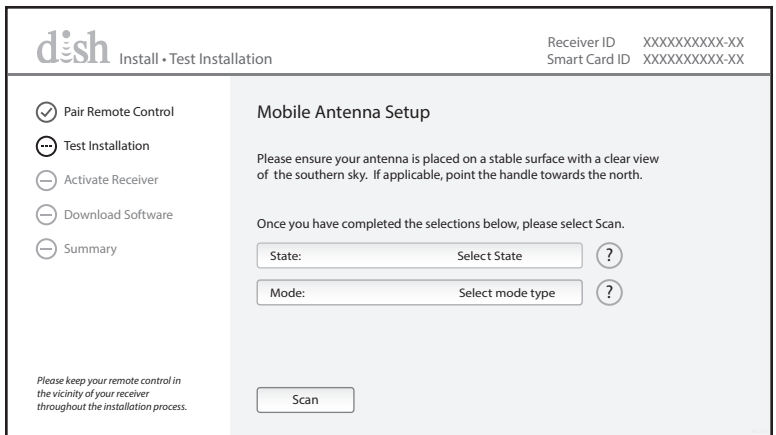 dish Install • Test Installation
Receiver ID XXXXXXXXXX-XX
Smart Card ID XXXXXXXXXX-XX
Pair Remote Control
Test Installation
Activate Receiver
Download Software
Summary
Please keep your remote control in
the vicinity of your receiver
throughout the installation process.
Mobile Antenna Setup
Please ensure your antenna is placed on a stable surface with a clear view
of the southern sky. If applicable, point the handle towards the north.
Once you have completed the selections below, please select Scan.
State: Select State ?
Mode: Select mode type ?
Scan